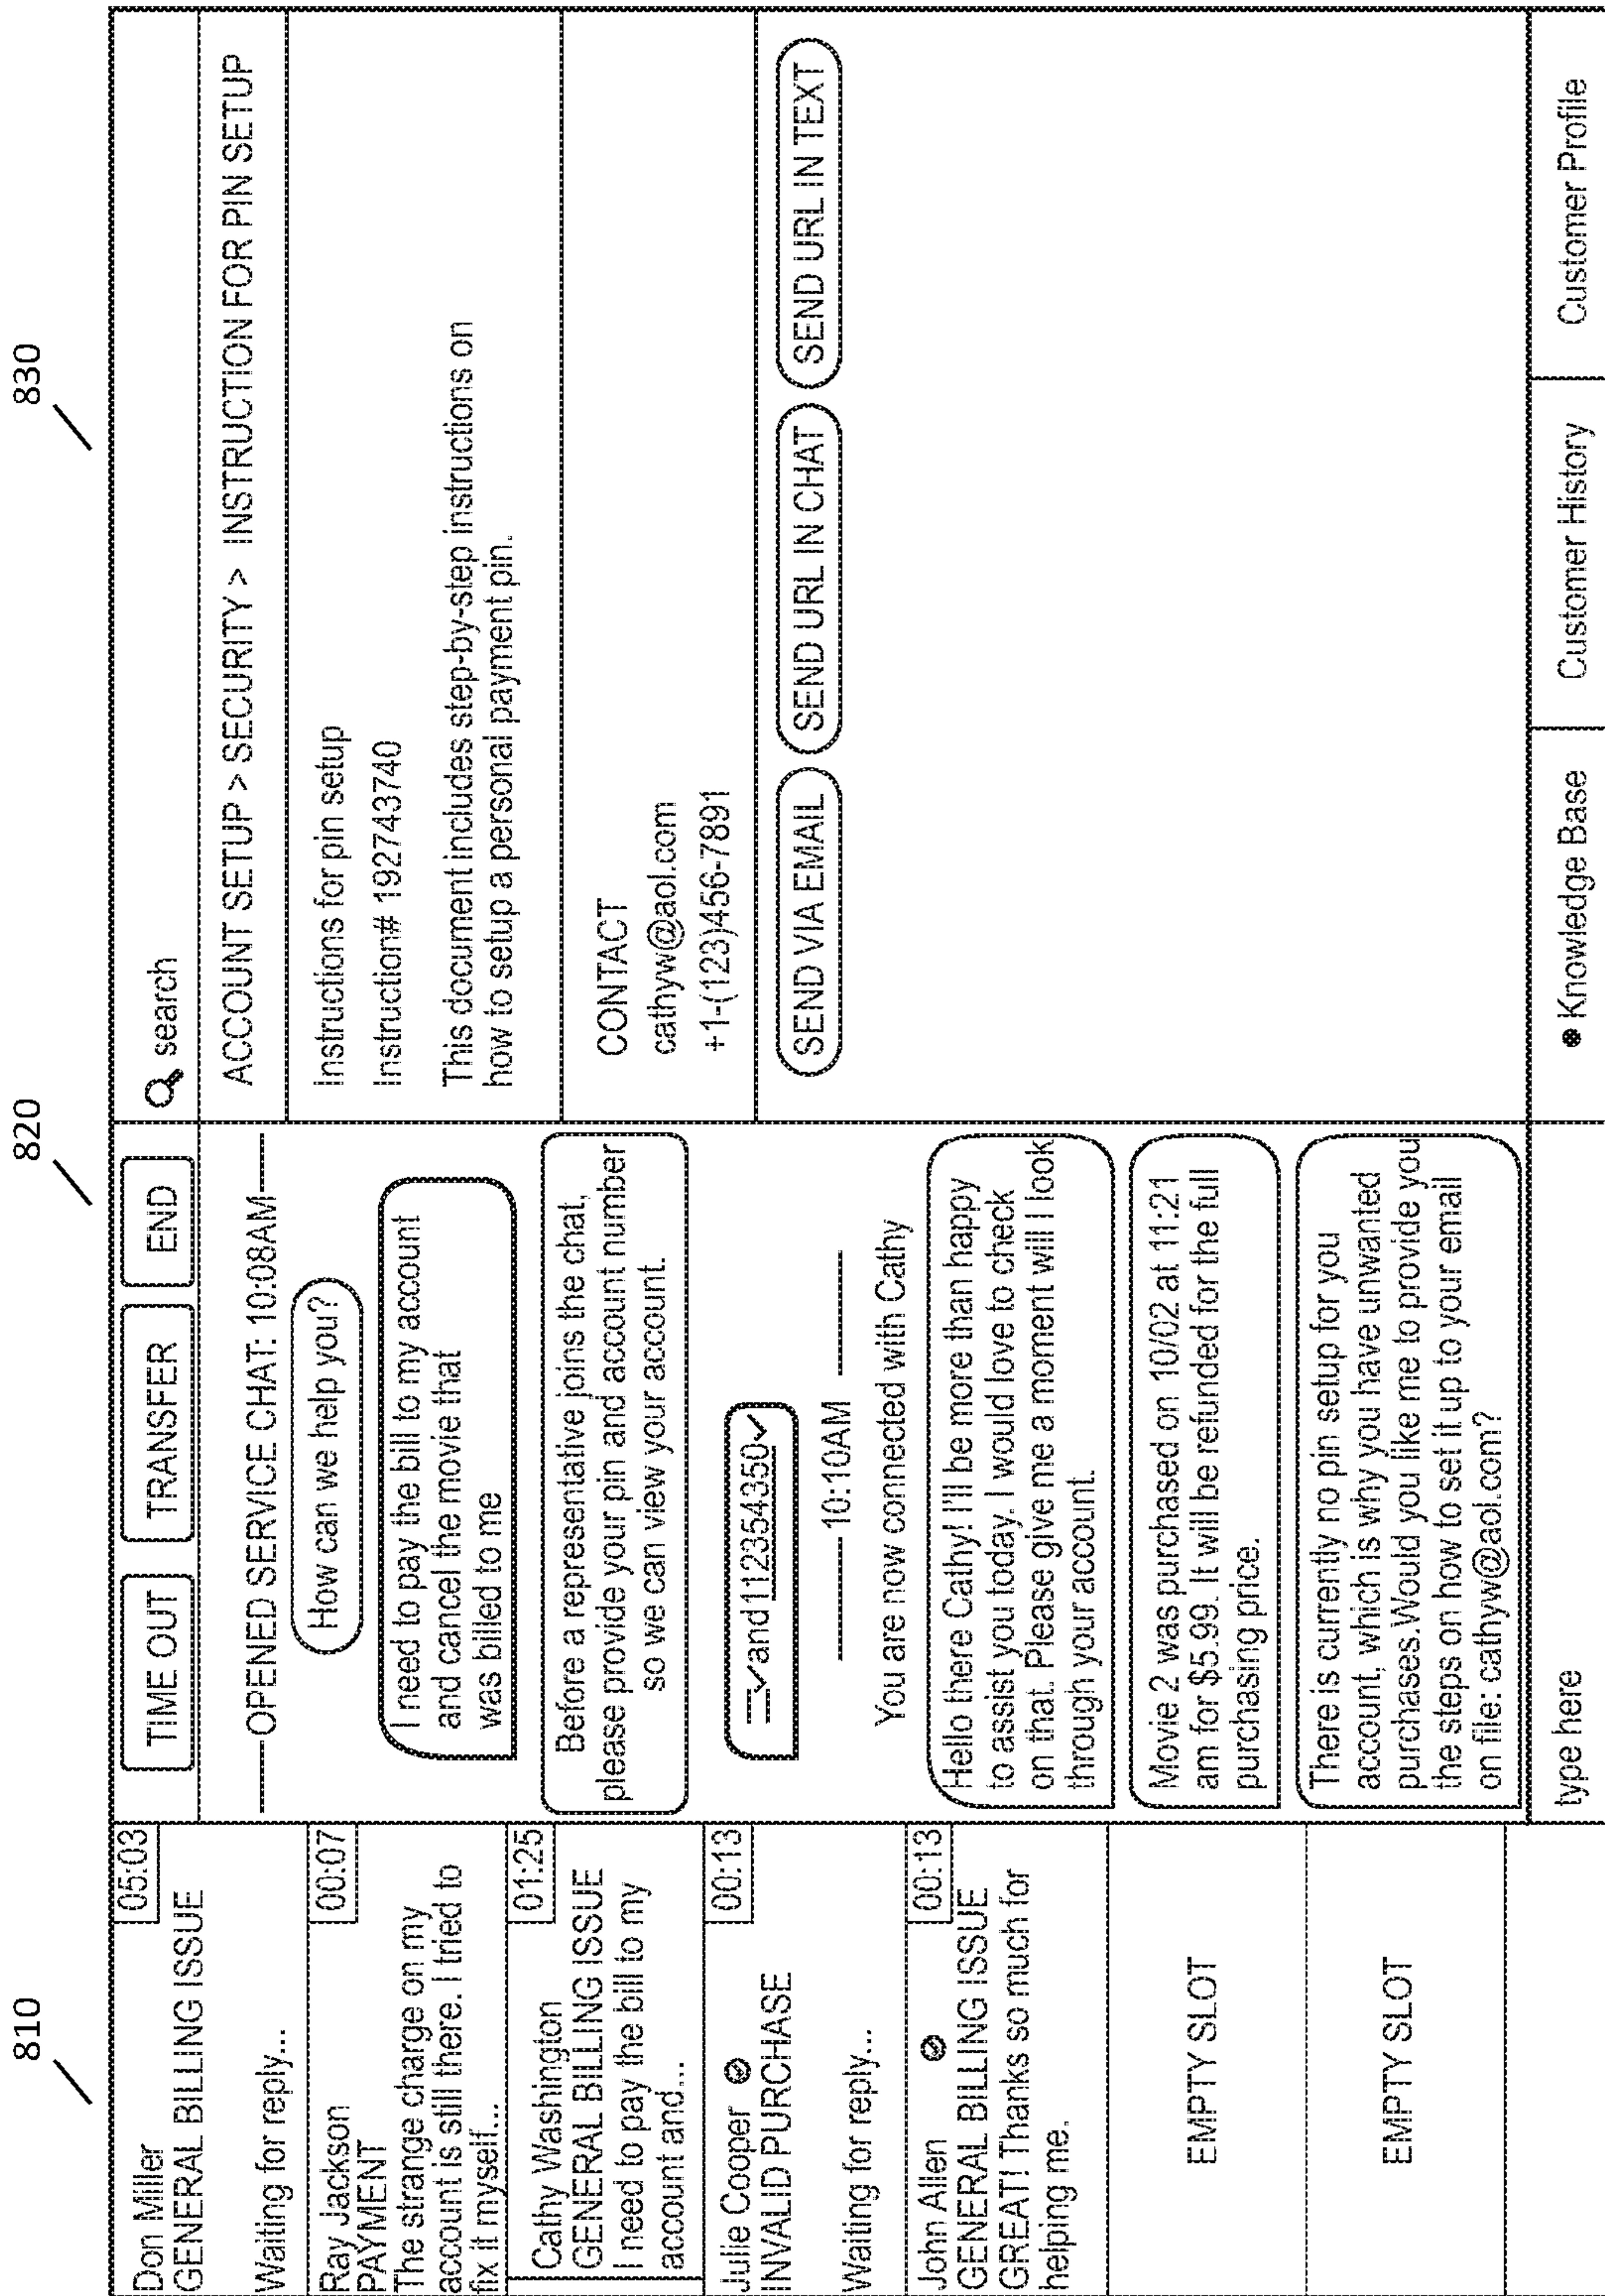 810
820
830
Don Miller
05:03
GENERAL BILLING ISSUE
Waiting for reply...
Ray Jackson
00:07
PAYMENT
The strange charge on my
account is still there. I tried to
fix it myself...
Cathy Washington
01:25
GENERAL BILLING ISSUE
I need to pay the bill to my
account and...
Julie Cooper
00:13
INVALID PURCHASE
Waiting for reply...
John Allen
00:13
GENERAL BILLING ISSUE
GREAT! Thanks so much for
helping me.
EMPTY SLOT
EMPTY SLOT
TIME OUT
TRANSFER
END
OPENED SERVICE CHAT: 10:08AM
How can we help you?
I need to pay the bill to my account
and cancel the movie that
was billed to me
Before a representative joins the chat,
please provide your pin and account number
so we can view your account.
and 112354350
10:10AM
You are now connected with Cathy
Hello there Cathy! I'll be more than happy
to assist you today. I would love to check
on that. Please give me a moment will I look
through your account.
Movie 2 was purchased on 10/02 at 11:21
am for $5.99. It will be refunded for the full
purchasing price.
There is currently no pin setup for you
account, which is why you have unwanted
purchases.Would you like me to provide you
the steps on how to set it up to your email
on file: cathyw@aol.com?
type here
search
ACCOUNT SETUP > SECURITY > INSTRUCTION FOR PIN SETUP
Instructions for pin setup
Instruction# 192743740
This document includes step-by-step instructions on
how to setup a personal payment pin.
CONTACT
cathyw@aol.com
+1-(123)456-7891
SEND VIA EMAIL
SEND URL IN CHAT
SEND URL IN TEXT
Knowledge Base
Customer History
Customer Profile